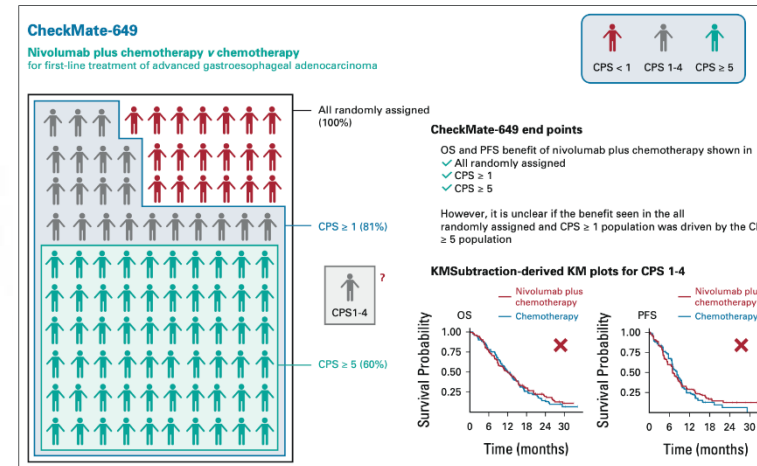 CheckMate-649
Nivolumab plus chemotherapy v chemotherapy
for first-line treatment of advanced gastroesophageal adenocarcinoma
CPS < 1 CPS 1-4 CPS ≥ 5
All randomly assigned
(100%)
CPS ≥ 1 (81%)
?
CPS1-4
CPS ≥ 5 (60%)
CheckMate-649 end points
OS and PFS benefit of nivolumab plus chemotherapy shown in
✓ All randomly assigned
✓ CPS ≥ 1
✓ CPS ≥ 5
However, it is unclear if the benefit seen in the all
randomly assigned and CPS ≥ 1 population was driven by the
≥ 5 population
KMSubtraction-derived KM plots for CPS 1-4
OS
Nivolumab plus
chemotherapy
Chemotherapy
Survival Probability
1.00
0.75
0.50
0.25
0 6 12 18 24 30
Time (months)
PFS
Nivolumab plus
chemotherapy
Chemotherapy
Survival Probability
1.00
0.75
0.50
0.25
0 6 12 18 24 30
Time (months)